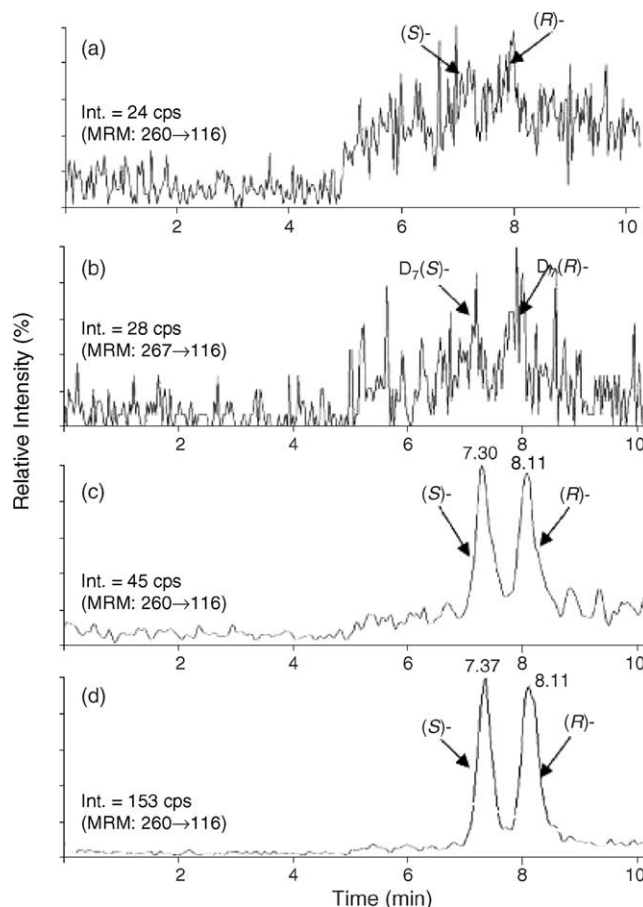 Relative Intensity (%)
(a)
(S)-
(R)-
Int. = 24 cps
(MRM: 260→116)
2 4 6 8 10
(b)
D7(S)-
D7(R)-
Int. = 28 cps
(MRM: 267→116)
2 4 6 8 10
(c)
7.30
8.11
(S)-
(R)-
Int. = 45 cps
(MRM: 260→116)
2 4 6 8 10
(d)
7.37
8.11
(S)-
(R)-
Int. = 153 cps
(MRM: 260→116)
2 4 6 8 10
Time (min)